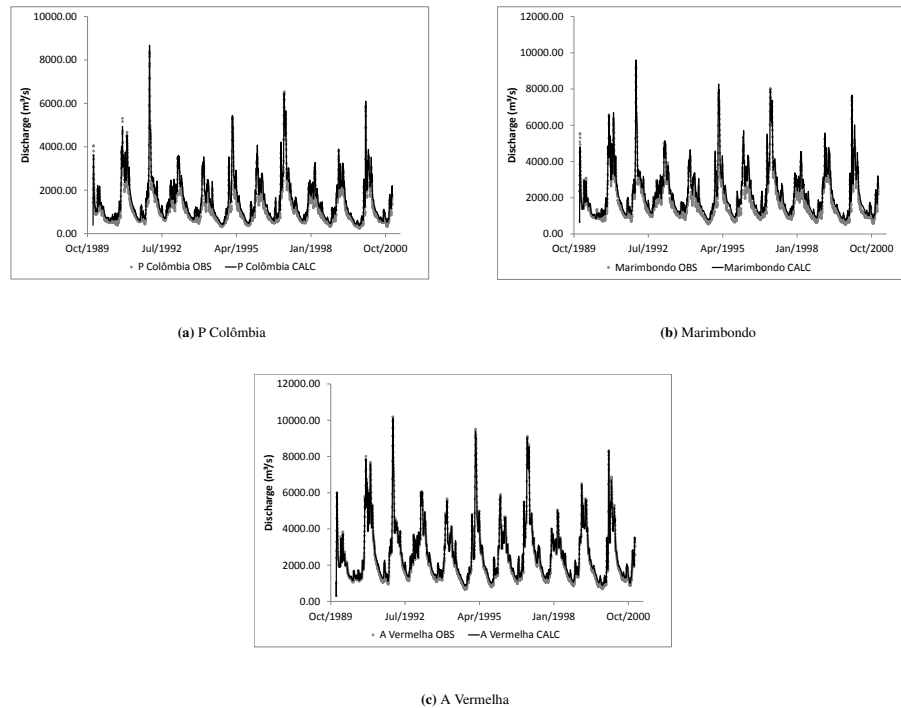 10000.00
8000.00
6000.00
4000.00
2000.00
0.00
Discharge (m³/s)
Oct/1989 Jul/1992 Apr/1995 Jan/1998 Oct/2000
P Colômbia OBS P Colômbia CALC
(a) P Colômbia
12000.00
10000.00
8000.00
6000.00
4000.00
2000.00
0.00
Discharge (m³/s)
Oct/1989 Jul/1992 Apr/1995 Jan/1998 Oct/2000
Marimbondo OBS Marimbondo CALC
(b) Marimbondo
12000.00
10000.00
8000.00
6000.00
4000.00
2000.00
0.00
Discharge (m³/s)
Oct/1989 Jul/1992 Apr/1995 Jan/1998 Oct/2000
A Vermelha OBS A Vermelha CALC
(c) A Vermelha